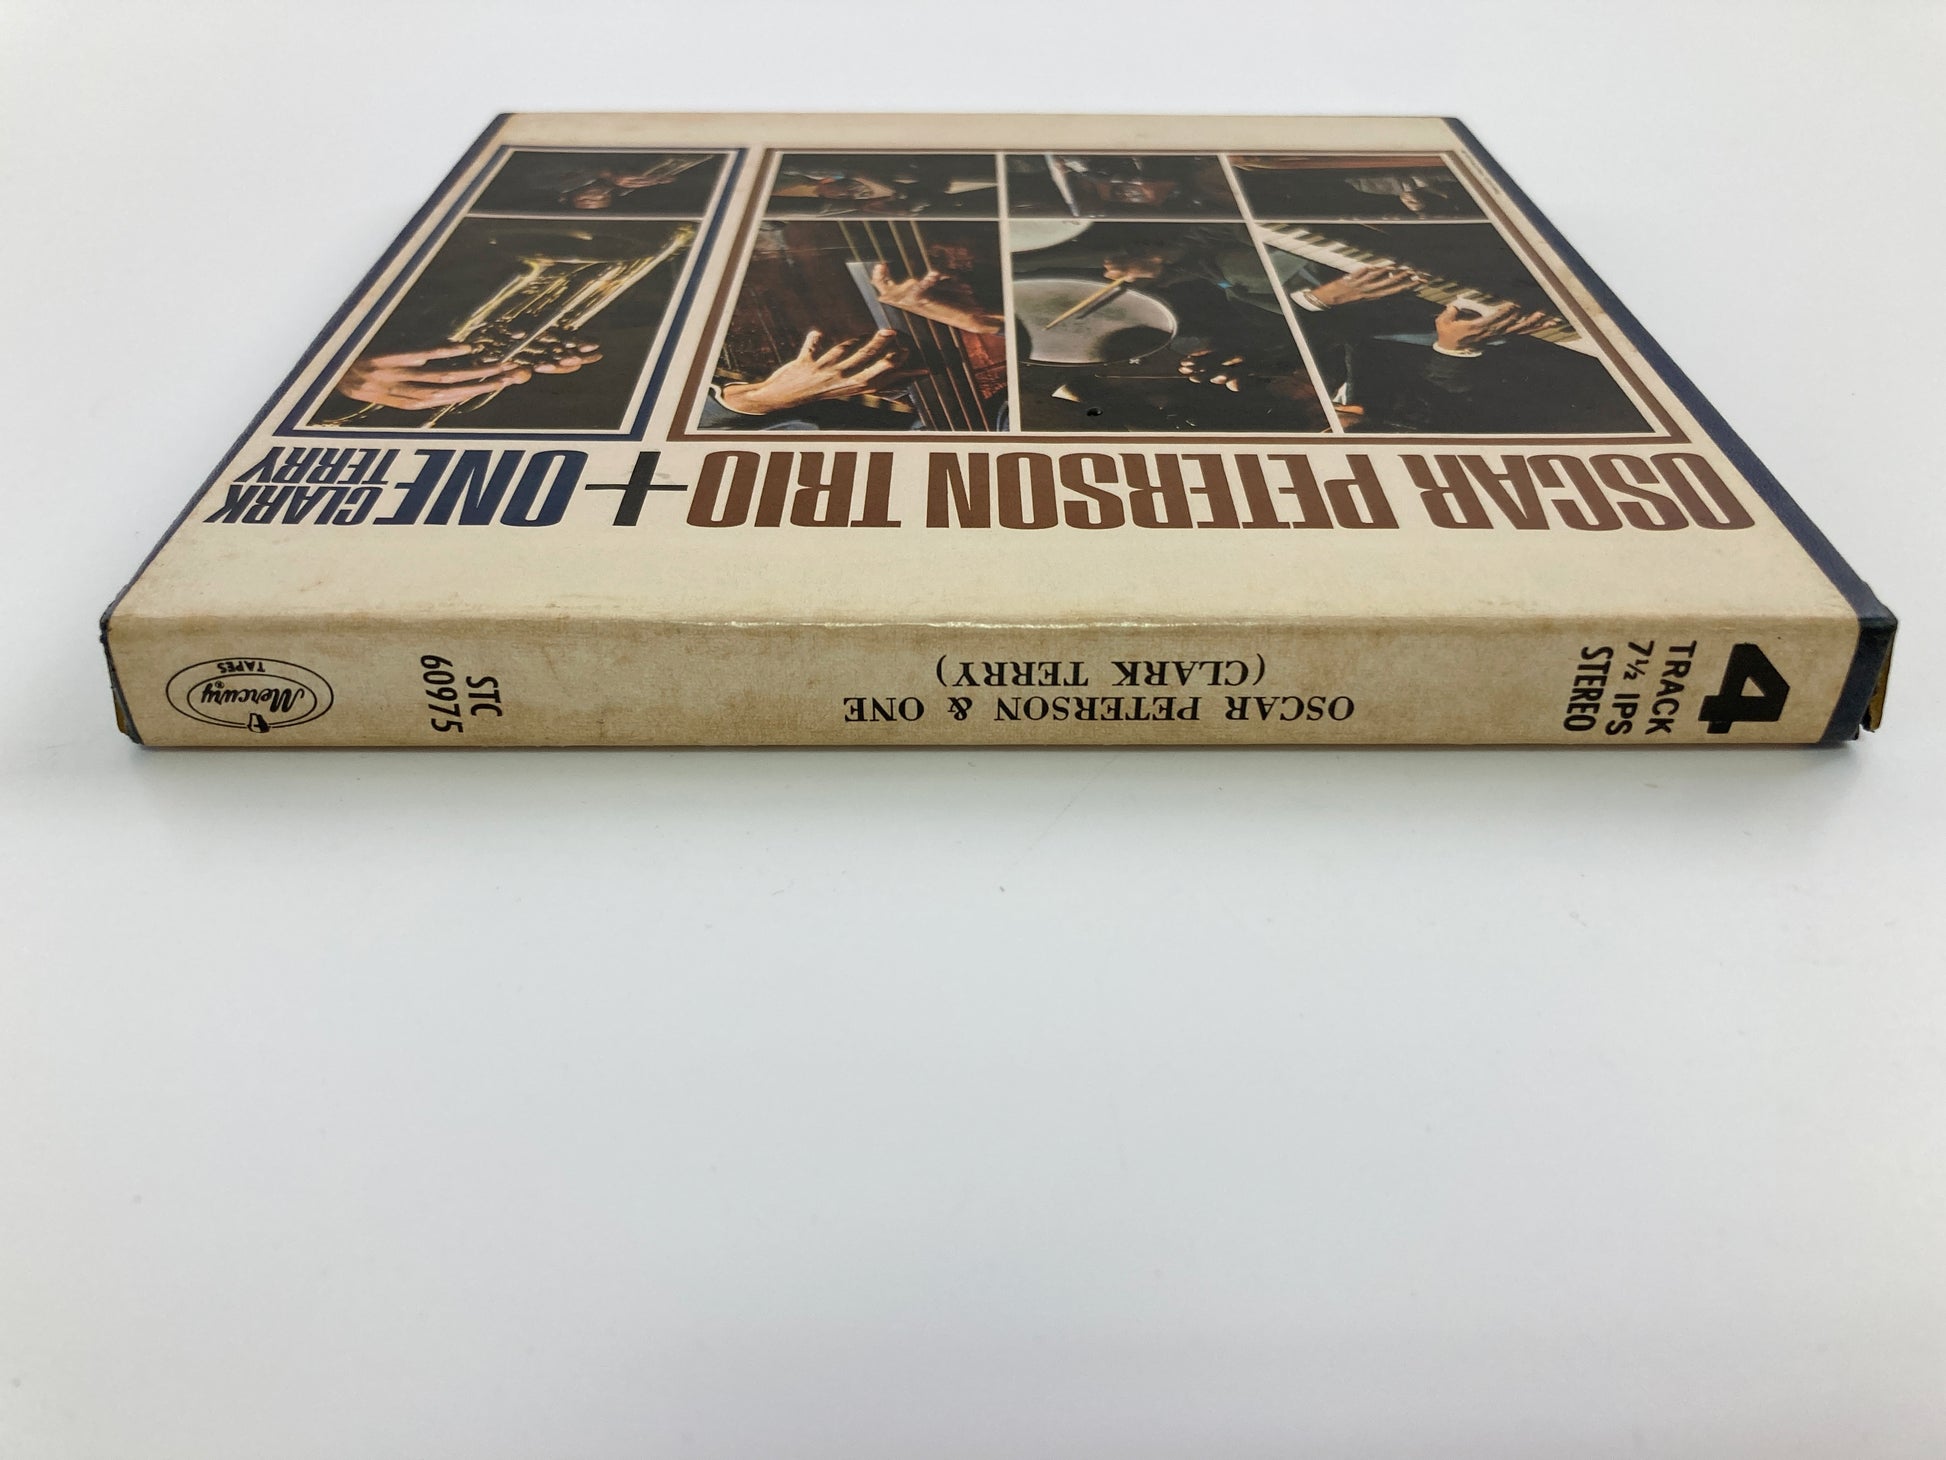 OSCAR PETERSON TRIO + ONE CLARK
TERRY
4
TRACK
7½ IPS
STEREO
OSCAR PETERSON & ONE
(CLARK TERRY)
STC
60975
Mercury®
TAPES